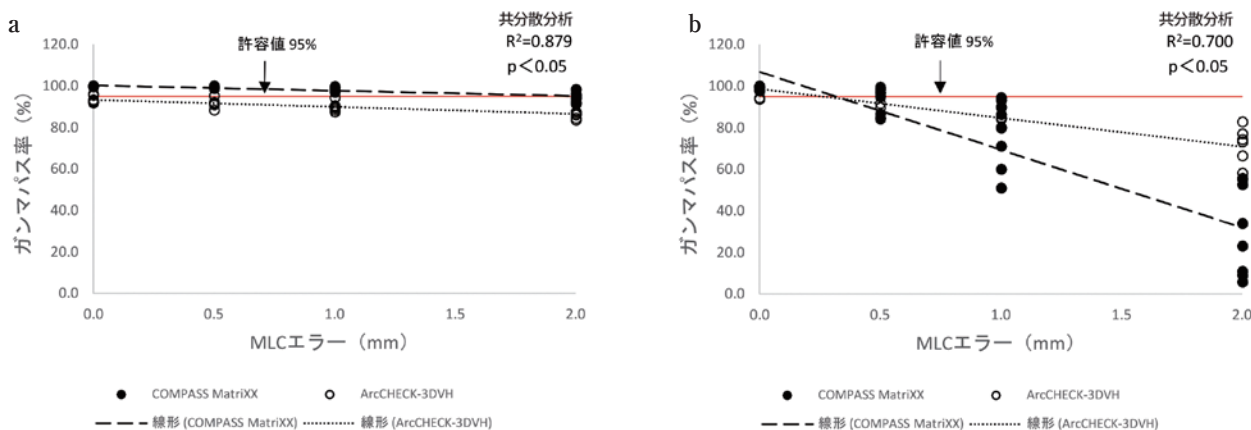 a
共分散分析
R²=0.879
p＜0.05
許容値 95%
120.0
100.0
80.0
60.0
40.0
20.0
0.0
ガンマパス率（%）
0.0 0.5 1.0 1.5 2.0
MLCエラー（mm）
COMPASS MatriXX ArcCHECK-3DVH
線形 (COMPASS MatriXX) 線形 (ArcCHECK-3DVH)
b
共分散分析
R²=0.700
p＜0.05
許容値 95%
120.0
100.0
80.0
60.0
40.0
20.0
0.0
ガンマパス率（%）
0.0 0.5 1.0 1.5 2.0
MLCエラー（mm）
COMPASS MatriXX ArcCHECK-3DVH
線形 (COMPASS MatriXX) 線形 (ArcCHECK-3DVH)